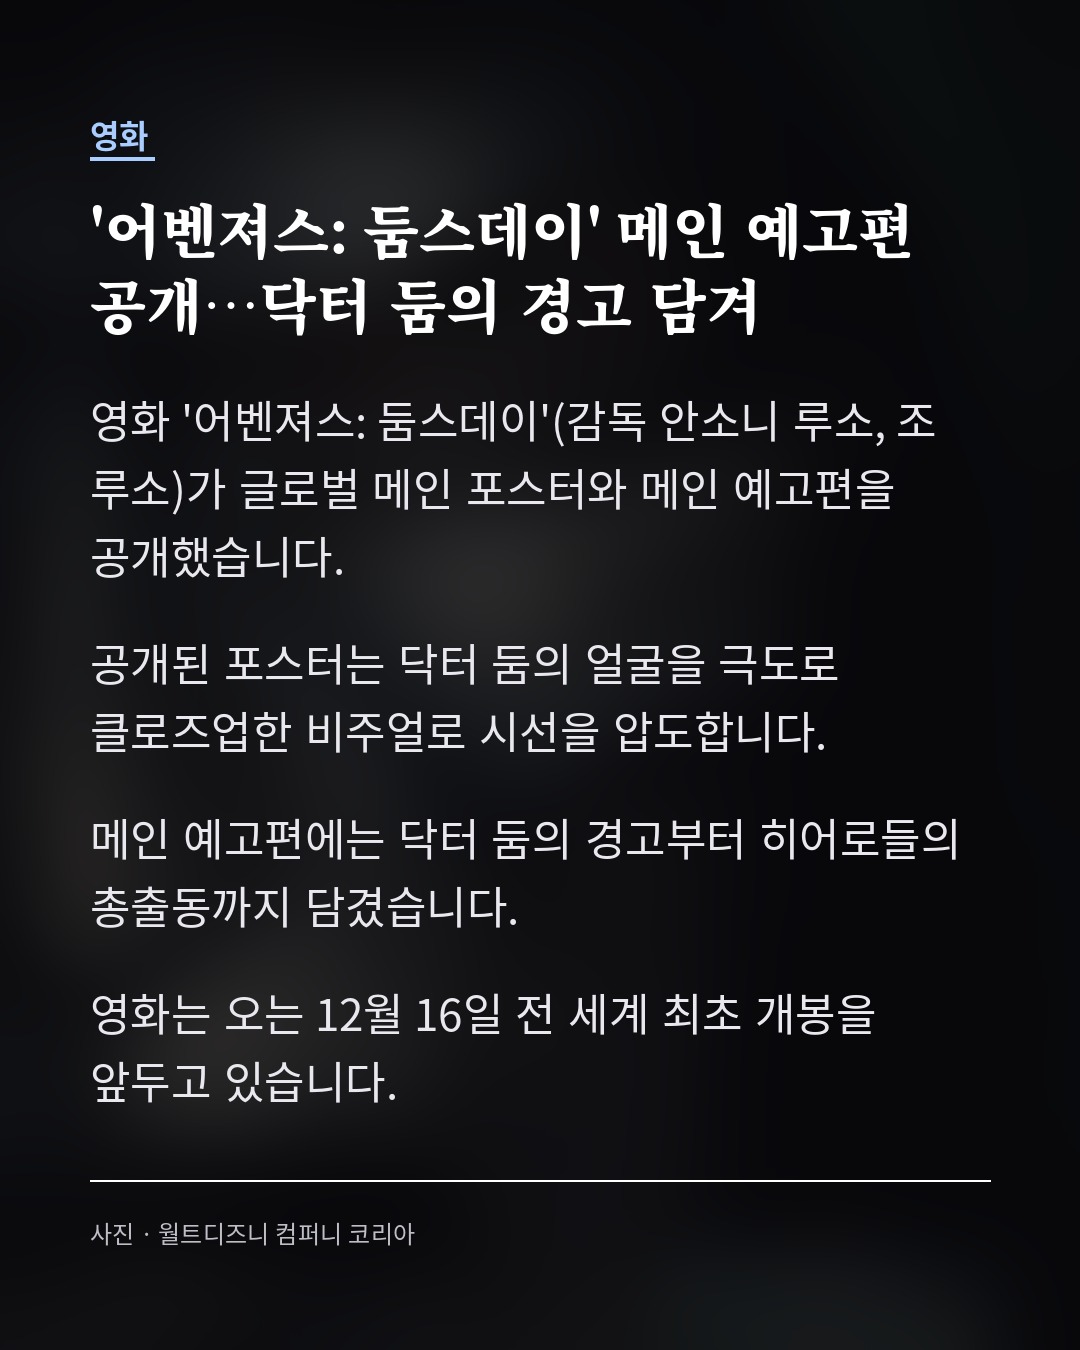 영화
'어벤져스: 둠스데이' 메인 예고편
공개…닥터 둠의 경고 담겨
영화 '어벤져스: 둠스데이'(감독 안소니 루소, 조
루소)가 글로벌 메인 포스터와 메인 예고편을
공개했습니다.
공개된 포스터는 닥터 둠의 얼굴을 극도로
클로즈업한 비주얼로 시선을 압도합니다.
메인 예고편에는 닥터 둠의 경고부터 히어로들의
총출동까지 담겼습니다.
영화는 오는 12월 16일 전 세계 최초 개봉을
앞두고 있습니다.
사진 · 월트디즈니 컴퍼니 코리아